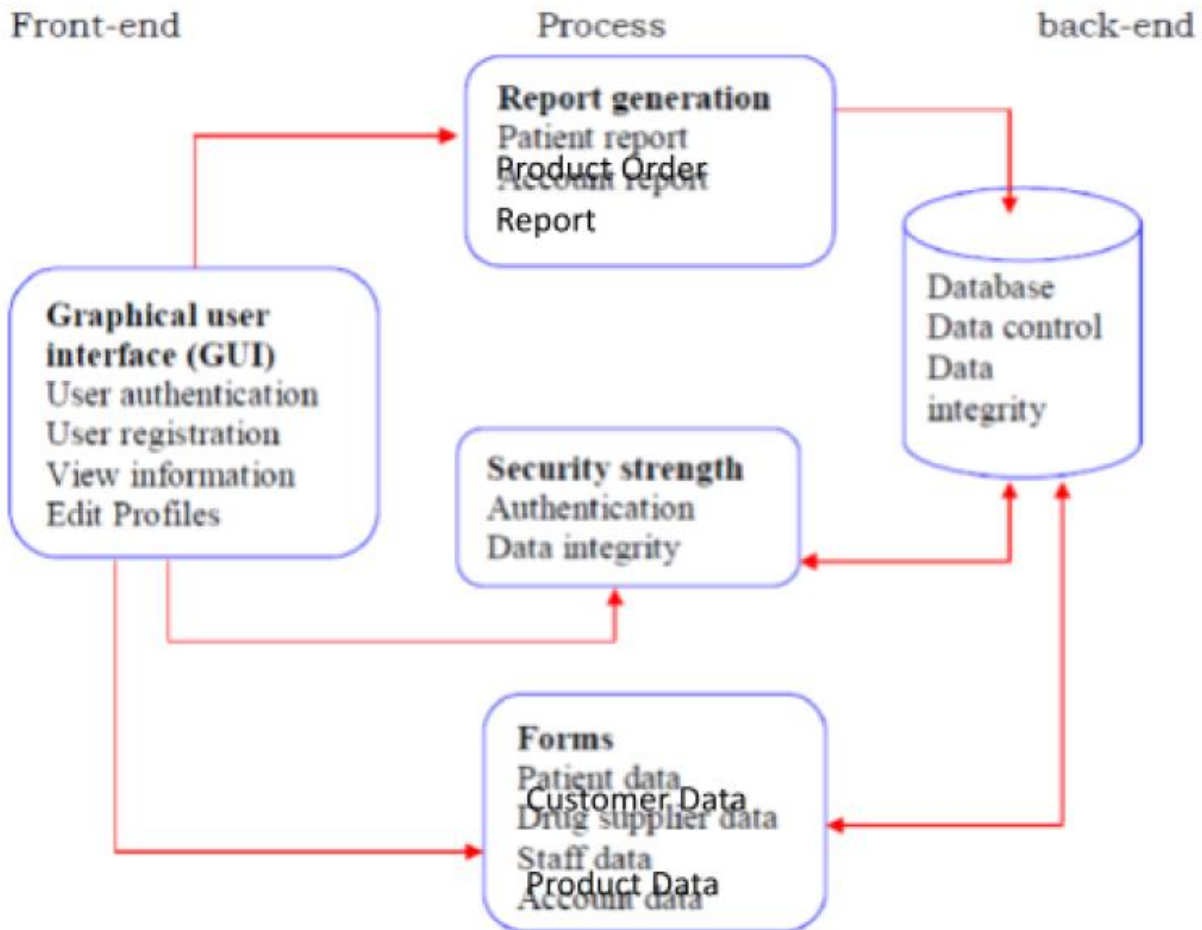 Front-end
Process
back-end
Report generation
Patient report
Product Order
Account report
Report
Graphical user
interface (GUI)
User authentication
User registration
View information
Edit Profiles
Database
Data control
Data
integrity
Security strength
Authentication
Data integrity
Forms
Patient data
Customer Data
Drug supplier data
Staff data
Product Data
Account data